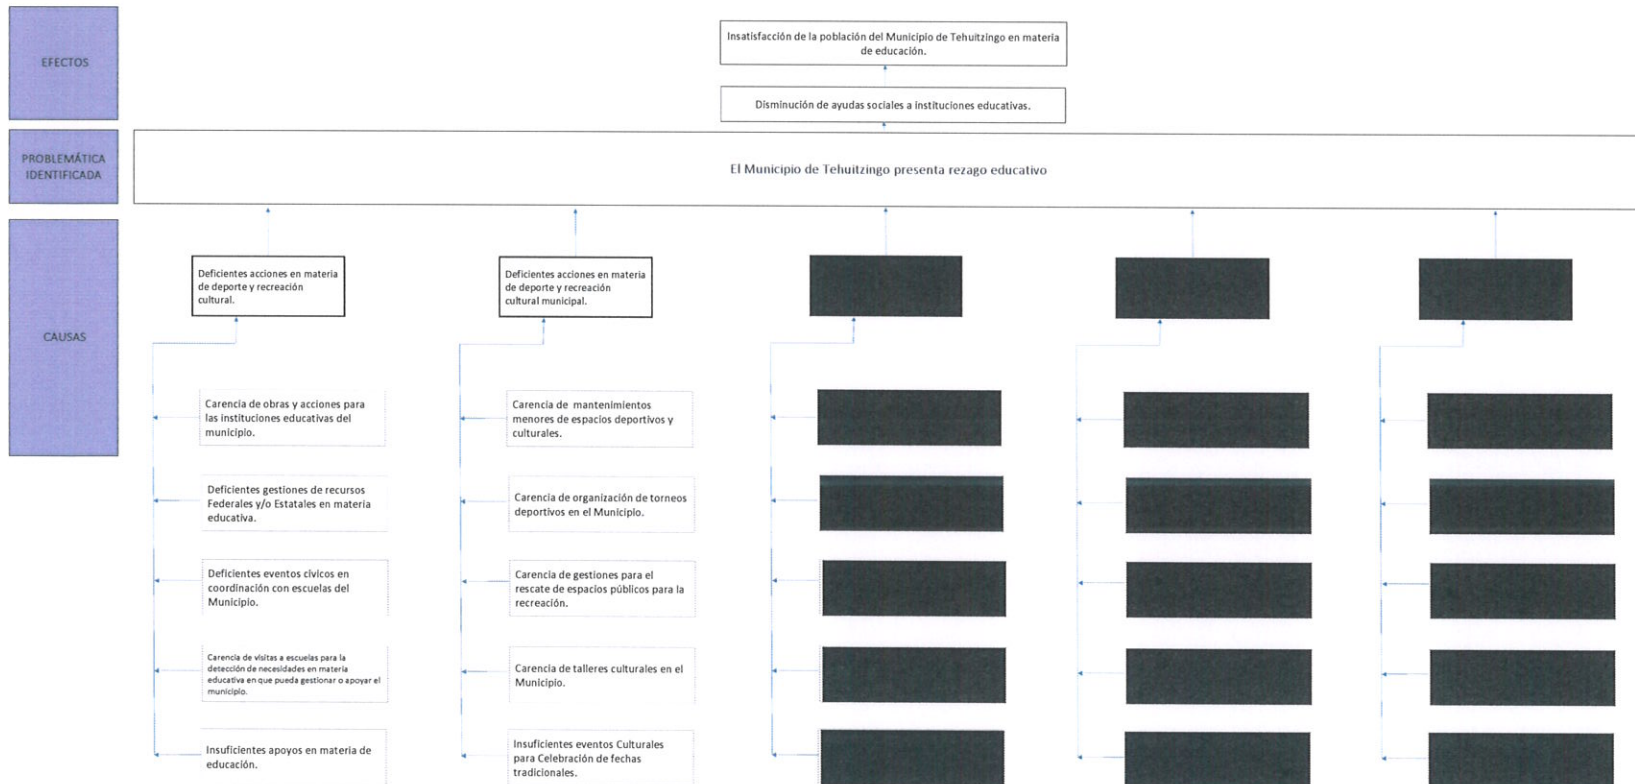 EFECTOS
Insatisfacción de la población del Municipio de Tehuitzingo en materia
de educación.
Disminución de ayudas sociales a instituciones educativas.
PROBLEMÁTICA
IDENTIFICADA
El Municipio de Tehuitzingo presenta rezago educativo
CAUSAS
Deficientes acciones en materia
de deporte y recreación
cultural.
Carencia de obras y acciones para
las instituciones educativas del
municipio.
Deficientes gestiones de recursos
Federales y/o Estatales en materia
educativa.
Deficientes eventos cívicos en
coordinación con escuelas del
Municipio.
Carencia de visitas a escuelas para la
detección de necesidades en materia
educativa en que pueda gestionar o apoyar el
municipio.
Insuficientes apoyos en materia de
educación.
Deficientes acciones en materia
de deporte y recreación
cultural municipal.
Carencia de mantenimientos
menores de espacios deportivos y
culturales.
Carencia de organización de torneos
deportivos en el Municipio.
Carencia de gestiones para el
rescate de espacios públicos para la
recreación.
Carencia de talleres culturales en el
Municipio.
Insuficientes eventos Culturales
para Celebración de fechas
tradicionales.